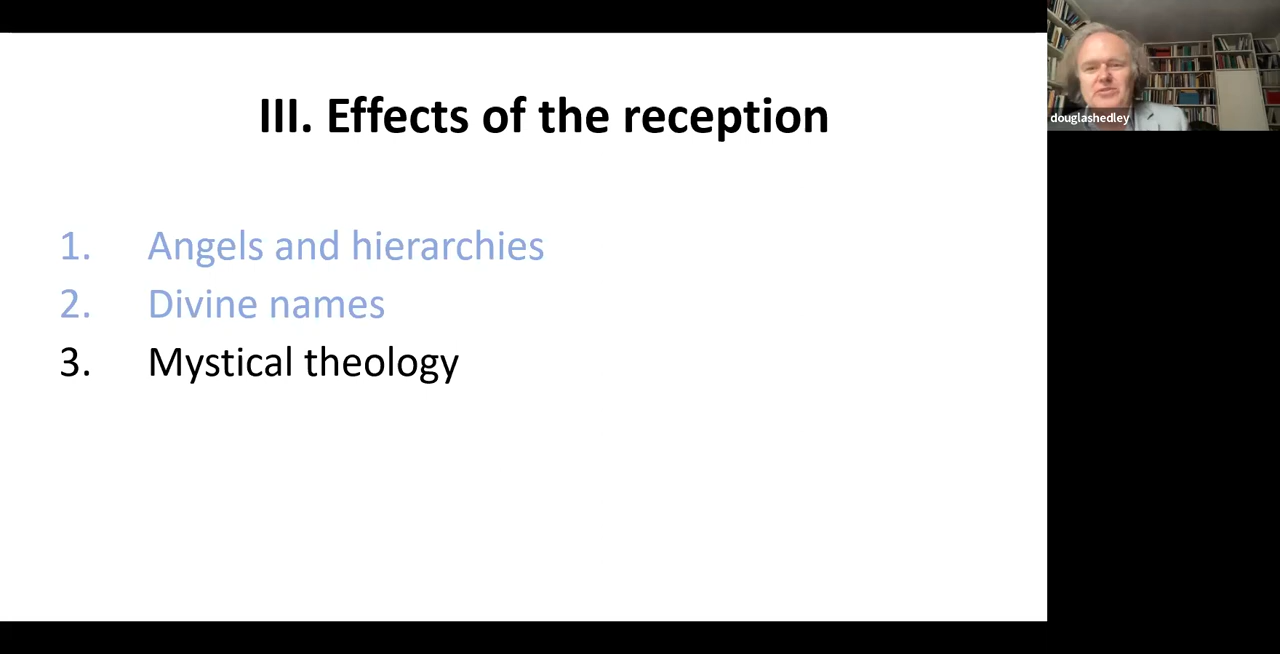 III. Effects of the reception
douglashedley
1. Angels and hierarchies
2. Divine names
3. Mystical theology